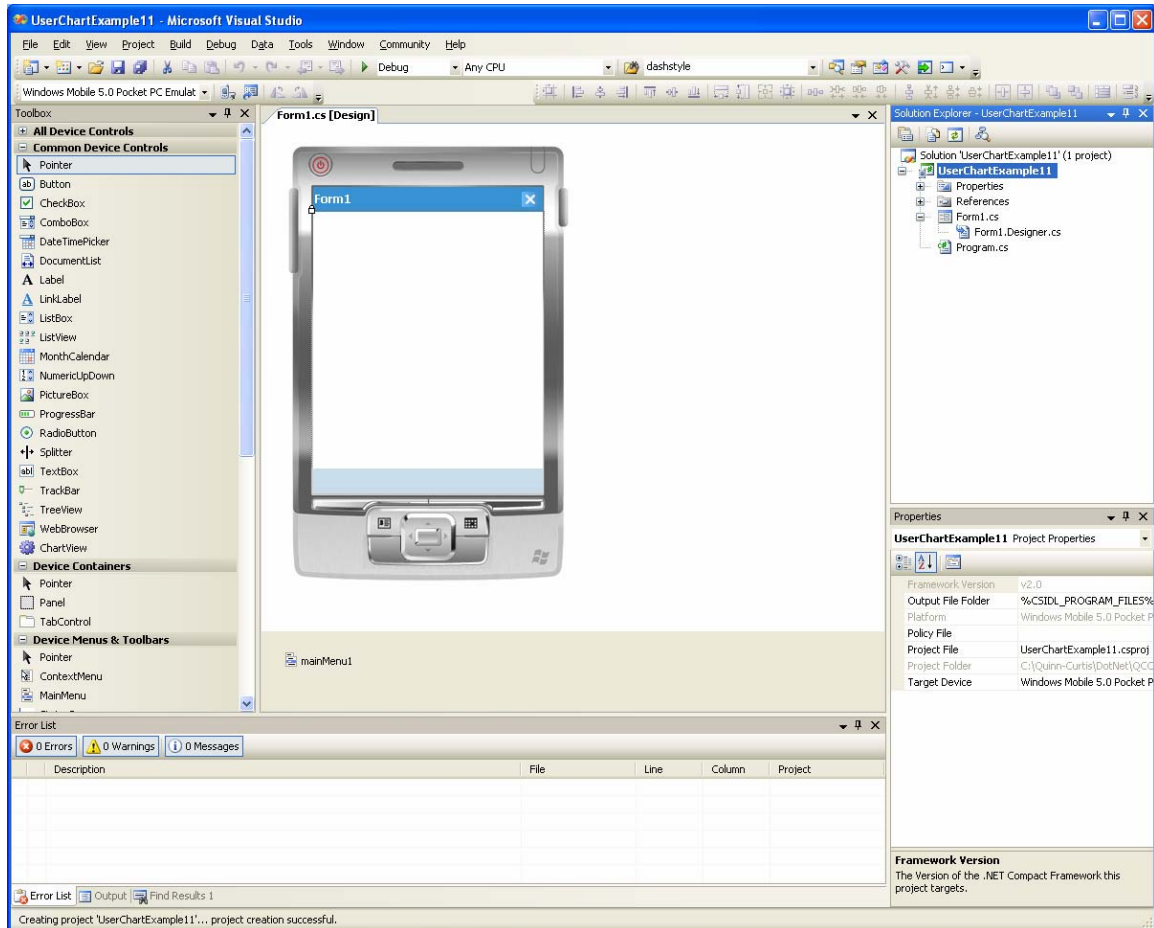 UserChartExample11 - Microsoft Visual Studio
File Edit View Project Build Debug Data Tools Window Community Help
Debug Any CPU dashstyle
Windows Mobile 5.0 Pocket PC Emulat
Toolbox
All Device Controls
Common Device Controls
Pointer
Button
CheckBox
ComboBox
DateTimePicker
DocumentList
Label
LinkLabel
ListBox
ListView
MonthCalendar
NumericUpDown
PictureBox
ProgressBar
RadioButton
Splitter
TextBox
TrackBar
TreeView
WebBrowser
ChartView
Device Containers
Pointer
Panel
TabControl
Device Menus & Toolbars
Pointer
ContextMenu
MainMenu
Form1.cs [Design]
Form1
mainMenu1
Solution Explorer - UserChartExample11
Solution 'UserChartExample11' (1 project)
UserChartExample11
Properties
References
Form1.cs
Form1.Designer.cs
Program.cs
Properties
UserChartExample11 Project Properties
Framework Version v2.0
Output File Folder %CSIDL_PROGRAM_FILES%
Platform Windows Mobile 5.0 Pocket P
Policy File
Project File UserChartExample11.csproj
Project Folder C:\Quinn-Curtis\DotNet\QCC
Target Device Windows Mobile 5.0 Pocket P
Framework Version
The Version of the .NET Compact Framework this
project targets.
Error List
0 Errors 0 Warnings 0 Messages
Description File Line Column Project
Error List Output Find Results 1
Creating project 'UserChartExample11'... project creation successful.